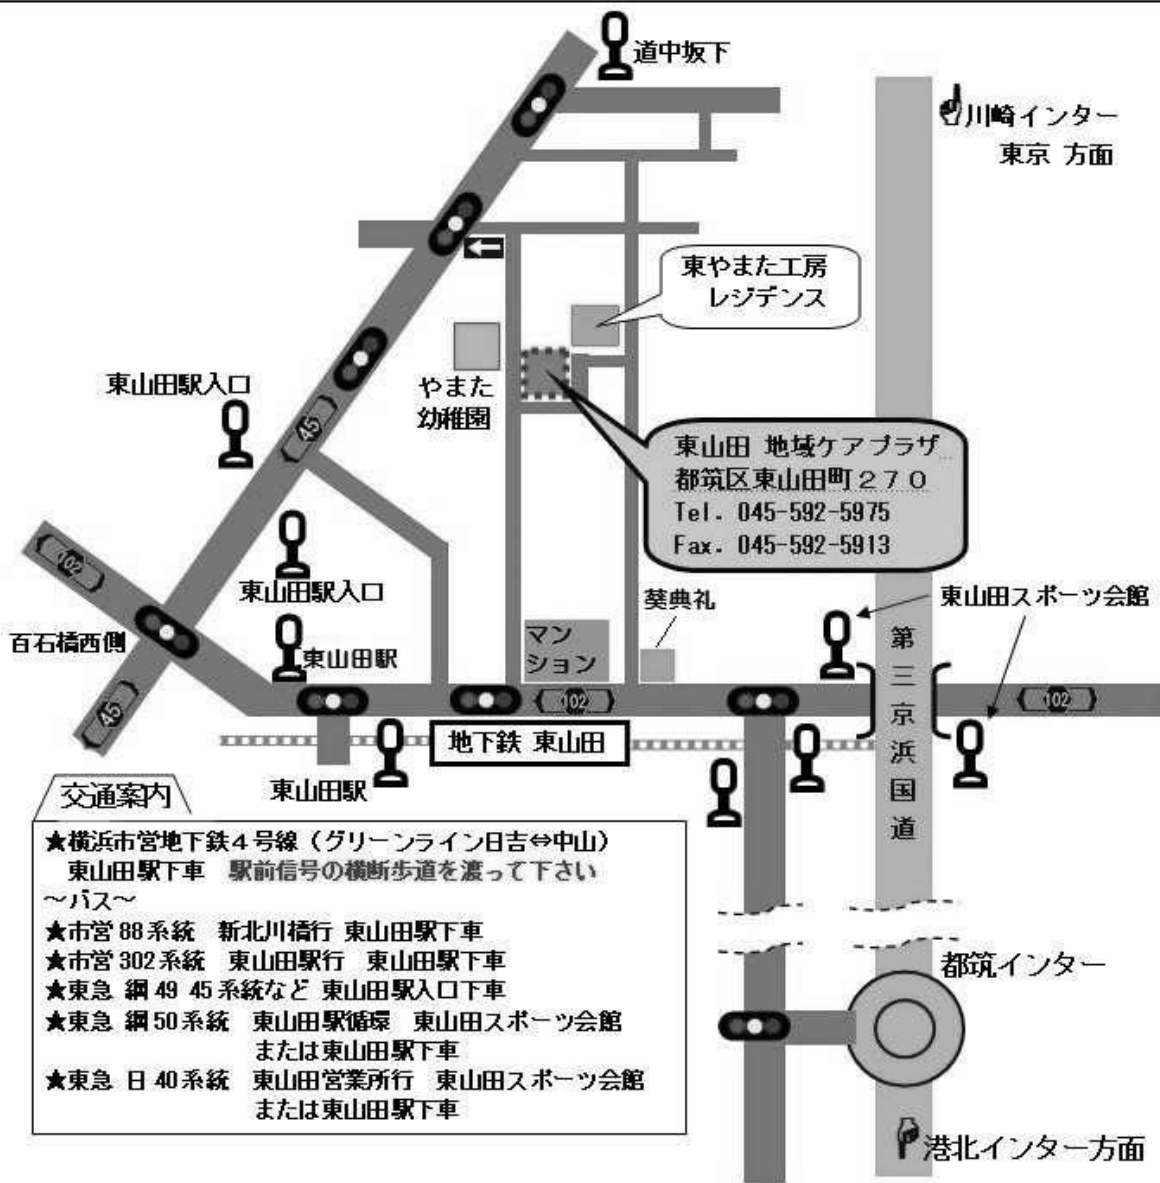 道中坂下
川崎インター
東京 方面
東やまた工房
レジデンス
東山田駅入口
やまた
幼稚園
45
東山田 地域ケアプラザ
都筑区東山田町270
Tel. 045-592-5975
Fax. 045-592-5913
102
東山田駅入口
葵典礼
東山田スポーツ会館
百石橋西側
東山田駅
マン
ション
第三京浜国道
45
102
102
地下鉄 東山田
東山田駅
交通案内
★横浜市営地下鉄4号線(グリーンライン日吉⇔中山)
東山田駅下車 駅前信号の横断歩道を渡って下さい
～バス～
★市営88系統 新北川橋行 東山田駅下車
★市営302系統 東山田駅行 東山田駅下車
★東急 綱49 45系統など 東山田駅入口下車
★東急 綱50系統 東山田駅循環 東山田スポーツ会館
または東山田駅下車
★東急 日40系統 東山田営業所行 東山田スポーツ会館
または東山田駅下車
都筑インター
港北インター方面